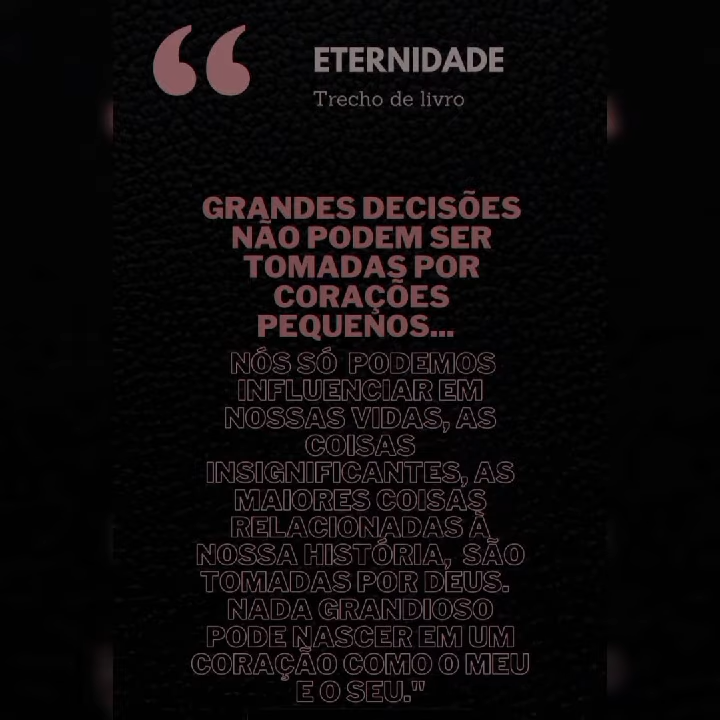 “
ETERNIDADE
Trecho de livro
GRANDES DECISÕES
NÃO PODEM SER
TOMADAS POR
CORAÇÕES
PEQUENOS...
NÓS SÓ PODEMOS
INFLUENCIAR EM
NOSSAS VIDAS, AS
COISAS
INSIGNIFICANTES, AS
MAIORES COISAS
RELACIONADAS À
NOSSA HISTÓRIA, SÃO
TOMADAS POR DEUS.
NADA GRANDIOSO
PODE NASCER EM UM
CORAÇÃO COMO O MEU
E O SEU."